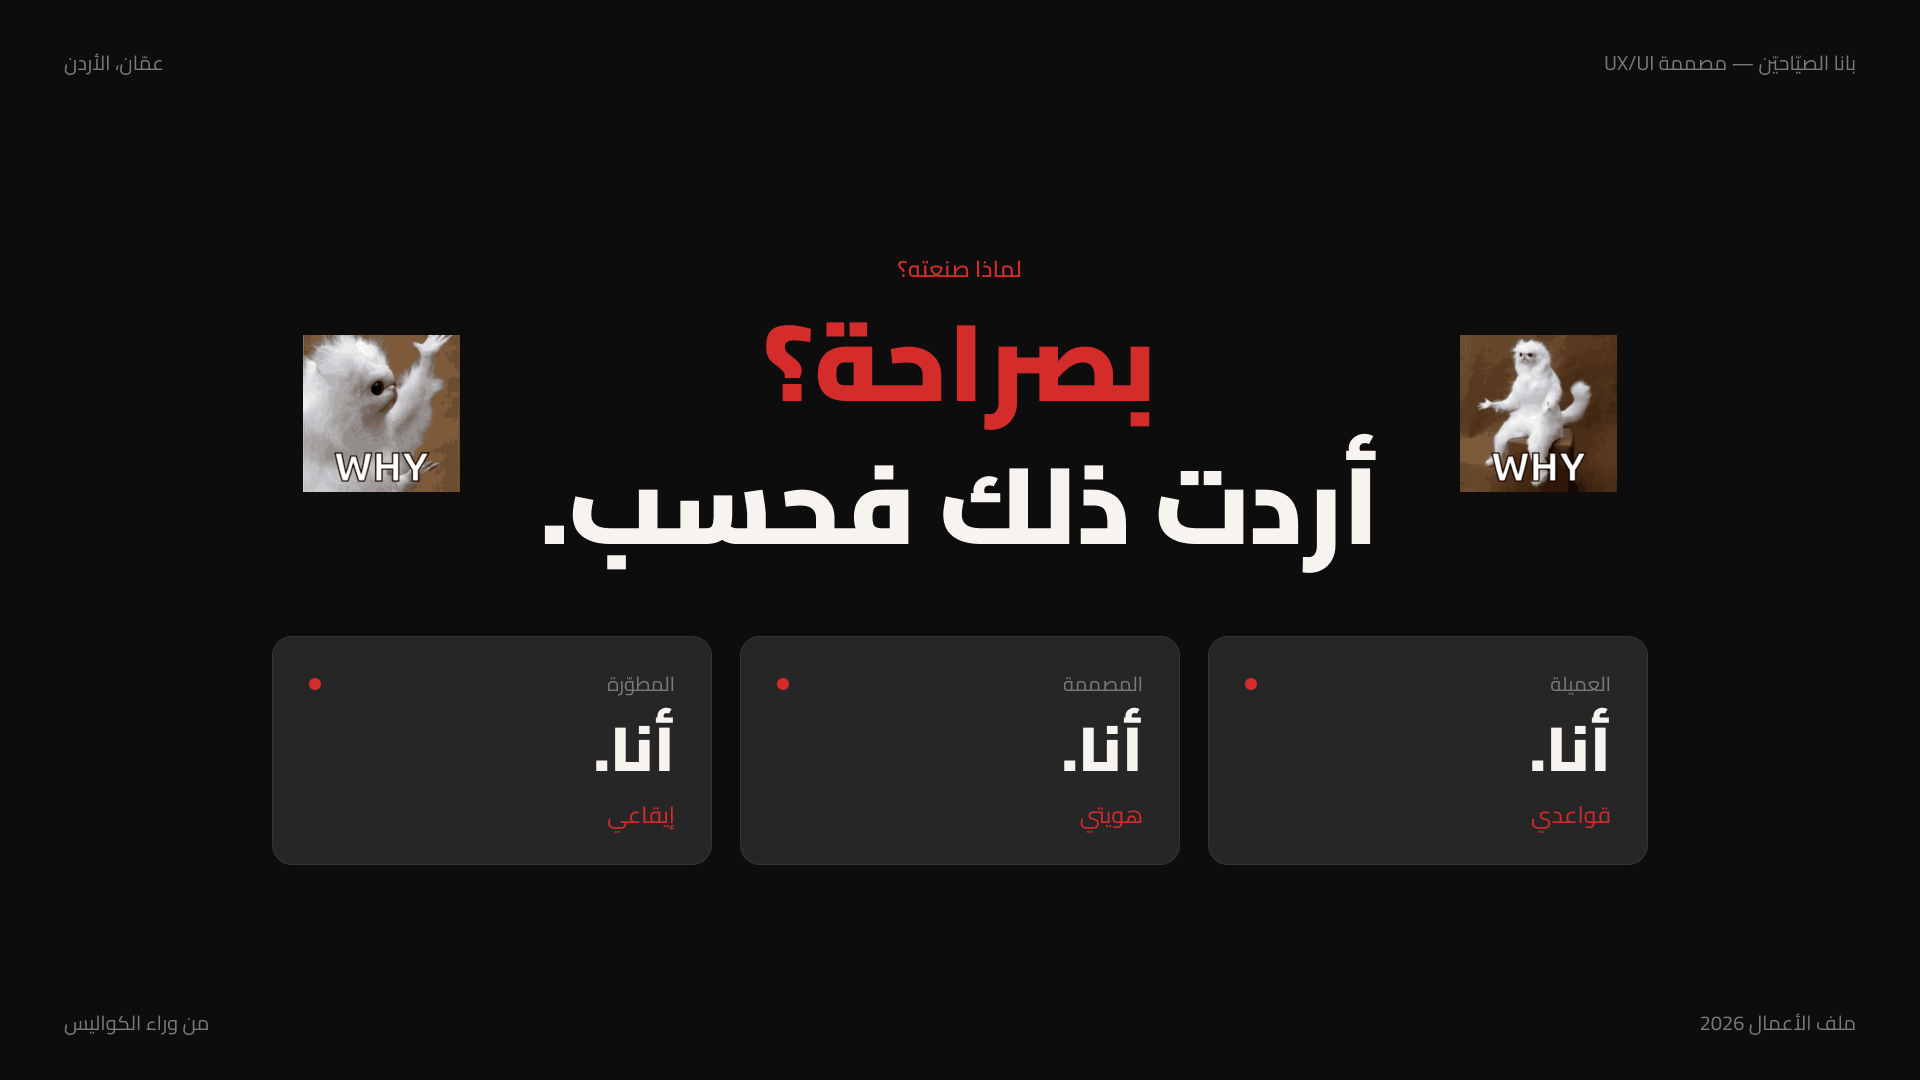 بانا الصيّاحيّن — مصممة UX/UI
عمّان، الأردن
لماذا صنعته؟
بصراحة؟
أردت ذلك فحسب.
WHY
WHY
العميلة
أنا.
قواعدي
المصممة
أنا.
هويتي
المطوّرة
أنا.
إيقاعي
ملف الأعمال 2026
من وراء الكواليس